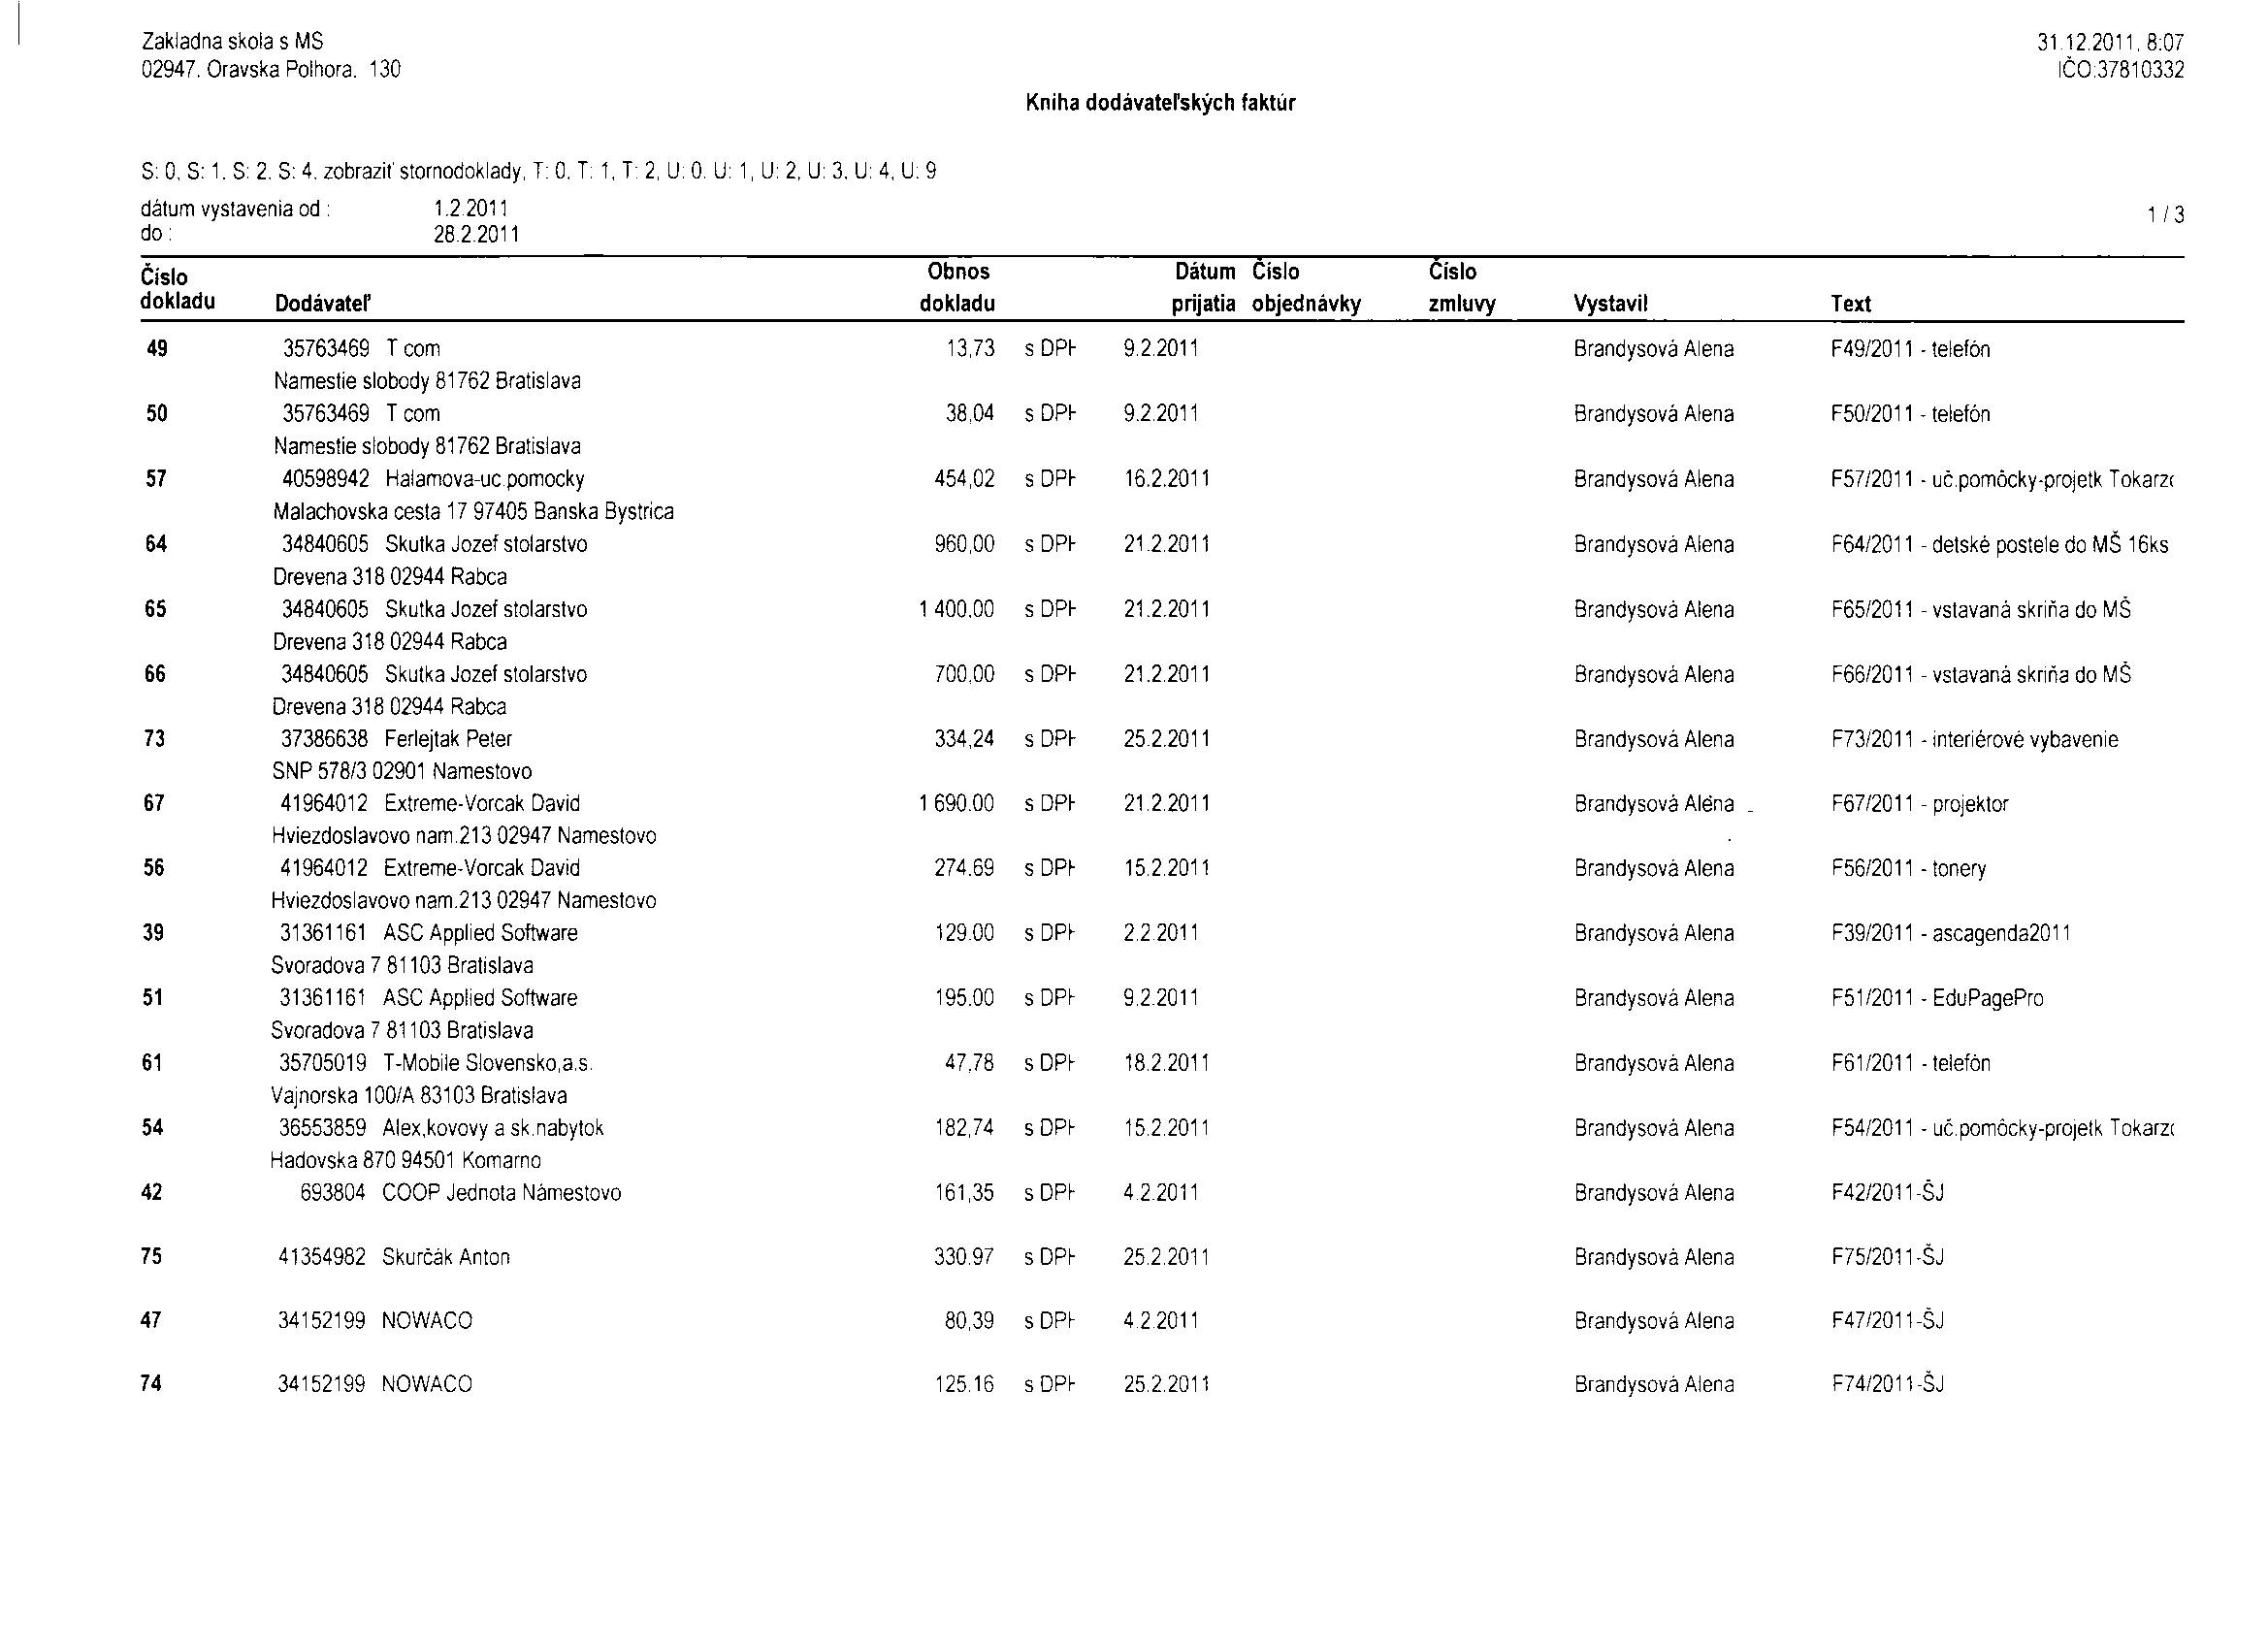 Zakladna skola s MS 31.12.2011, 8:07
02947, Oravska Polhora, 130 IČO:37810332
Kniha dodávateľských faktúr
S: 0, S: 1, S: 2, S: 4, zobraziť stornodoklady, T: 0, T: 1, T: 2, U: 0, U: 1, U: 2, U: 3, U: 4, U: 9
dátum vystavenia od : 1.2.2011 1 / 3
do : 28.2.2011
Číslo Obnos Dátum Číslo Číslo
dokladu Dodávateľ dokladu prijatia objednávky zmluvy Vystavil Text
49 35763469 T com 13,73 s DPH 9.2.2011 Brandysová Alena F49/2011 - telefón
Namestie slobody 81762 Bratislava
50 35763469 T com 38,04 s DPH 9.2.2011 Brandysová Alena F50/2011 - telefón
Namestie slobody 81762 Bratislava
57 40598942 Halamova-uc.pomocky 454,02 s DPH 16.2.2011 Brandysová Alena F57/2011 - uč.pomôcky-projetk Tokarzo
Malachovska cesta 17 97405 Banska Bystrica
64 34840605 Skutka Jozef stolarstvo 960,00 s DPH 21.2.2011 Brandysová Alena F64/2011 - detské postele do MŠ 16ks
Drevena 318 02944 Rabca
65 34840605 Skutka Jozef stolarstvo 1 400,00 s DPH 21.2.2011 Brandysová Alena F65/2011 - vstavaná skriňa do MŠ
Drevena 318 02944 Rabca
66 34840605 Skutka Jozef stolarstvo 700,00 s DPH 21.2.2011 Brandysová Alena F66/2011 - vstavaná skriňa do MŠ
Drevena 318 02944 Rabca
73 37386638 Ferlejtak Peter 334,24 s DPH 25.2.2011 Brandysová Alena F73/2011 - interiérové vybavenie
SNP 578/3 02901 Namestovo
67 41964012 Extreme-Vorcak David 1 690,00 s DPH 21.2.2011 Brandysová Alena F67/2011 - projektor
Hviezdoslavovo nam.213 02947 Namestovo
56 41964012 Extreme-Vorcak David 274,69 s DPH 15.2.2011 Brandysová Alena F56/2011 - tonery
Hviezdoslavovo nam.213 02947 Namestovo
39 31361161 ASC Applied Software 129,00 s DPH 2.2.2011 Brandysová Alena F39/2011 - ascagenda2011
Svoradova 7 81103 Bratislava
51 31361161 ASC Applied Software 195,00 s DPH 9.2.2011 Brandysová Alena F51/2011 - EduPagePro
Svoradova 7 81103 Bratislava
61 35705019 T-Mobile Slovensko,a.s. 47,78 s DPH 18.2.2011 Brandysová Alena F61/2011 - telefón
Vajnorska 100/A 83103 Bratislava
54 36553859 Alex,kovovy a sk.nabytok 182,74 s DPH 15.2.2011 Brandysová Alena F54/2011 - uč.pomôcky-projetk Tokarzo
Hadovska 870 94501 Komarno
42 693804 COOP Jednota Námestovo 161,35 s DPH 4.2.2011 Brandysová Alena F42/2011-ŠJ
75 41354982 Skurčák Anton 330,97 s DPH 25.2.2011 Brandysová Alena F75/2011-ŠJ
47 34152199 NOWACO 80,39 s DPH 4.2.2011 Brandysová Alena F47/2011-ŠJ
74 34152199 NOWACO 125,16 s DPH 25.2.2011 Brandysová Alena F74/2011-ŠJ